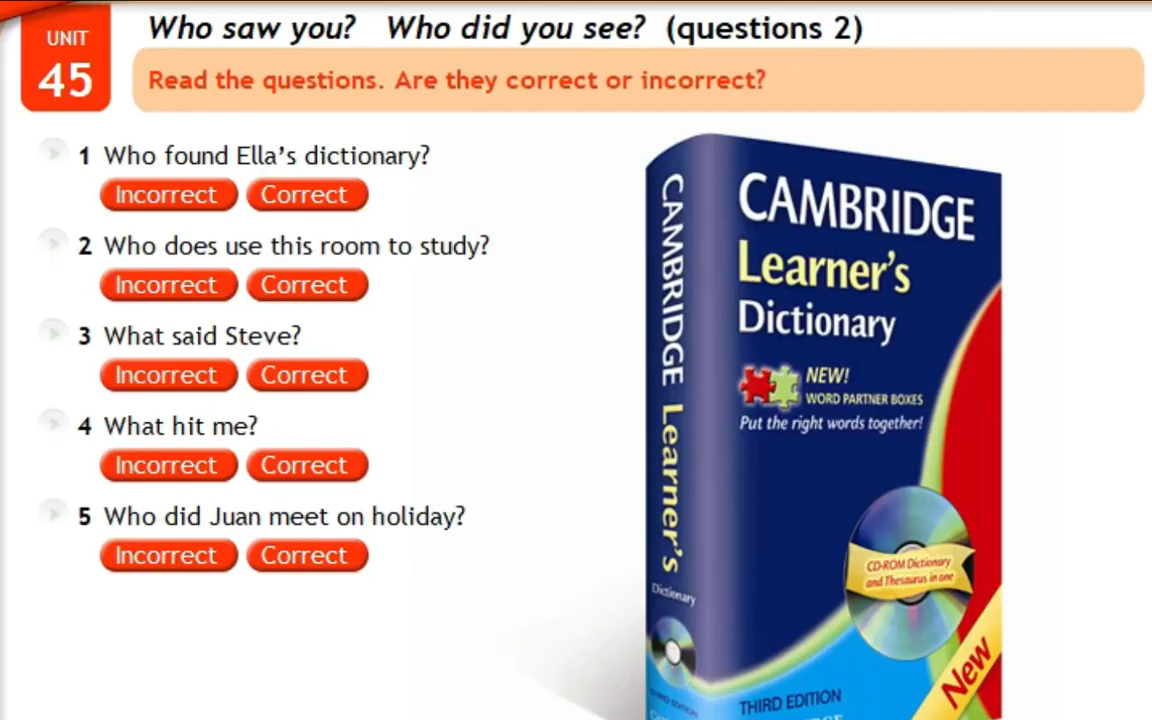 UNIT
45
Who saw you? Who did you see? (questions 2)
Read the questions. Are they correct or incorrect?
1 Who found Ella's dictionary?
Incorrect Correct
2 Who does use this room to study?
Incorrect Correct
3 What said Steve?
Incorrect Correct
4 What hit me?
Incorrect Correct
5 Who did Juan meet on holiday?
Incorrect Correct
CAMBRIDGE Learner's
Dictionary
THIRD EDITION
CAMBRIDGE
Learner's
Dictionary
NEW!
WORD PARTNER BOXES
Put the right words together!
CD-ROM Dictionary
and Thesaurus in one
New
THIRD EDITION